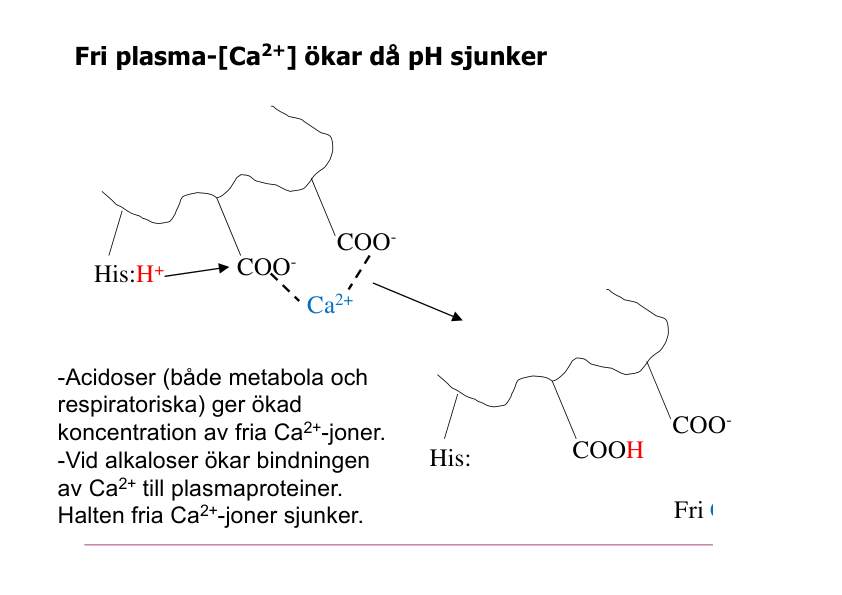 Fri plasma-[Ca²⁺] ökar då pH sjunker
COO⁻
His:H⁺
COO⁻
Ca²⁺
-Acidoser (både metabola och
respiratoriska) ger ökad
koncentration av fria Ca²⁺-joner.
-Vid alkaloser ökar bindningen
av Ca²⁺ till plasmaproteiner.
Halten fria Ca²⁺-joner sjunker.
COO⁻
His:
COOH
Fri